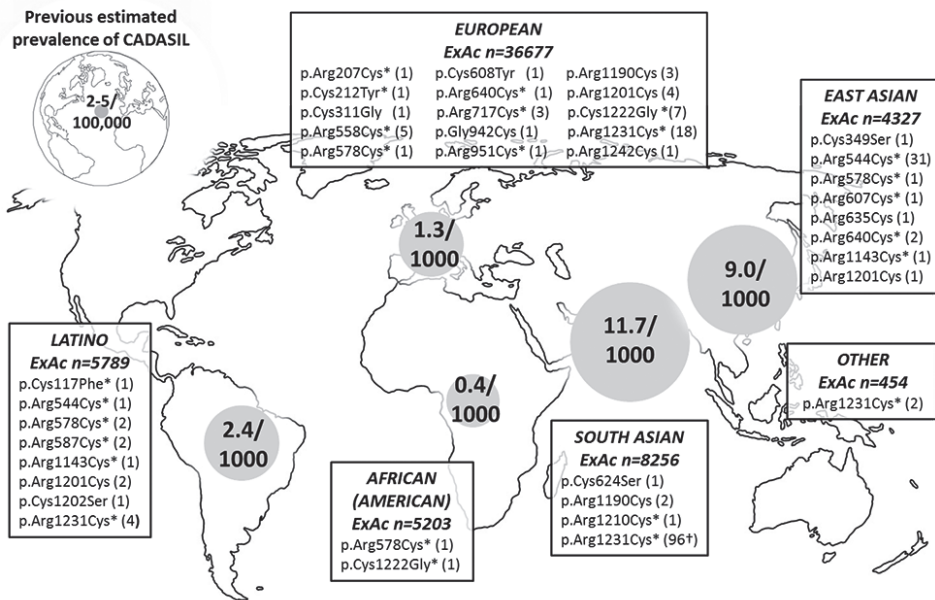 Previous estimated
prevalence of CADASIL
2-5/
100,000
EUROPEAN
ExAc n=36677
p.Arg207Cys* (1) p.Cys608Tyr (1) p.Arg1190Cys (3)
p.Cys212Tyr* (1) p.Arg640Cys* (1) p.Arg1201Cys (4)
p.Cys311Gly (1) p.Arg717Cys* (3) p.Cys1222Gly *(7)
p.Arg558Cys* (5) p.Gly942Cys (1) p.Arg1231Cys* (18)
p.Arg578Cys* (1) p.Arg951Cys* (1) p.Arg1242Cys (1)
EAST ASIAN
ExAc n=4327
p.Cys349Ser (1)
p.Arg544Cys* (31)
p.Arg578Cys* (1)
p.Arg607Cys* (1)
p.Arg635Cys (1)
p.Arg640Cys* (2)
p.Arg1143Cys* (1)
p.Arg1201Cys (1)
1.3/
1000
9.0/
1000
11.7/
1000
0.4/
1000
2.4/
1000
LATINO
ExAc n=5789
p.Cys117Phe* (1)
p.Arg544Cys* (1)
p.Arg578Cys* (2)
p.Arg587Cys* (2)
p.Arg1143Cys* (1)
p.Arg1201Cys (2)
p.Cys1202Ser (1)
p.Arg1231Cys* (4)
OTHER
ExAc n=454
p.Arg1231Cys* (2)
SOUTH ASIAN
ExAc n=8256
p.Cys624Ser (1)
p.Arg1190Cys (2)
p.Arg1210Cys* (1)
p.Arg1231Cys* (96†)
AFRICAN
(AMERICAN)
ExAc n=5203
p.Arg578Cys* (1)
p.Cys1222Gly* (1)